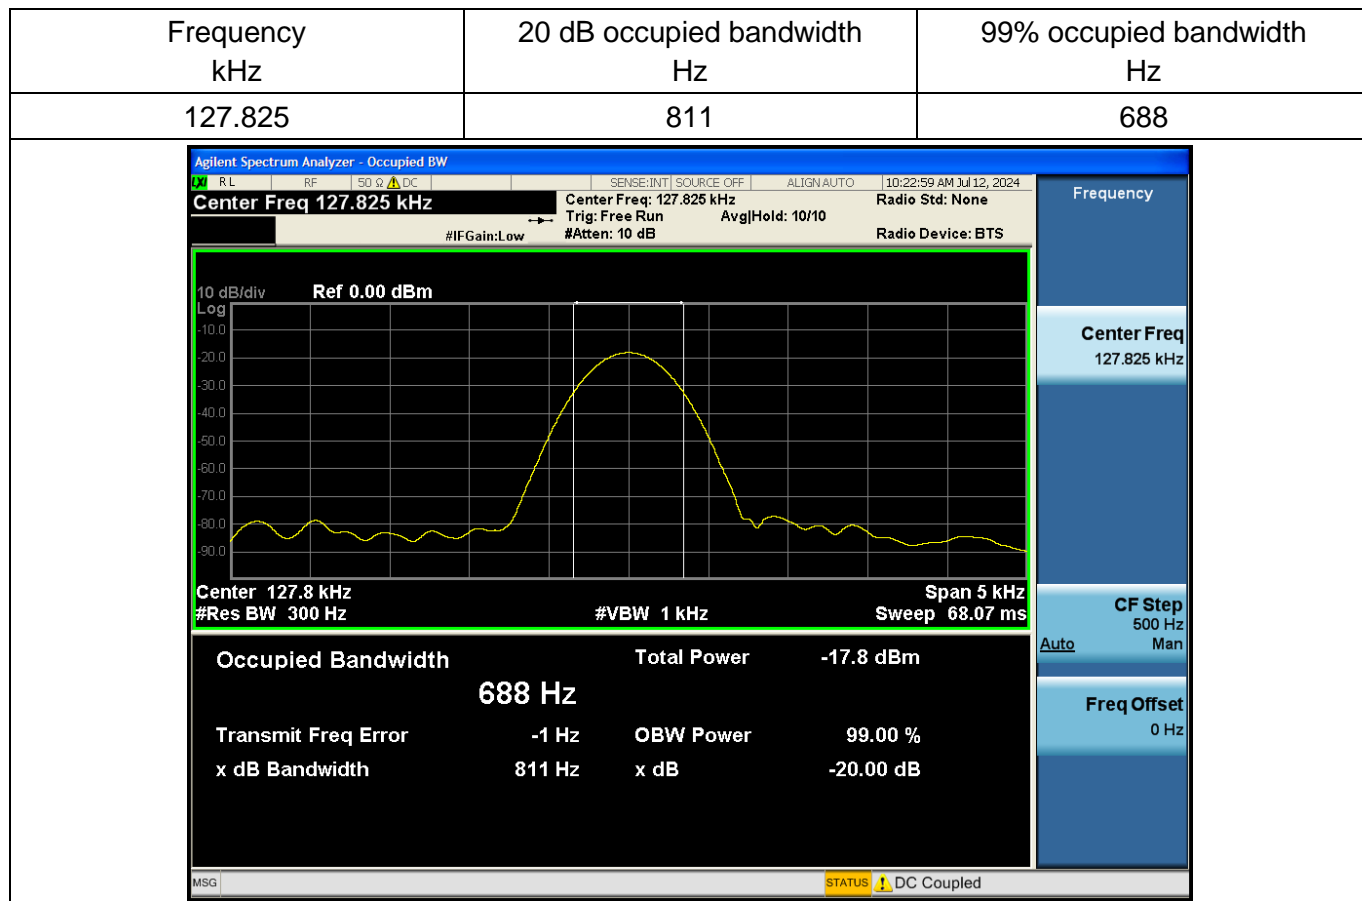 Frequency 20 dB occupied bandwidth 99% occupied bandwidth
kHz Hz Hz
127.825 811 688
Agilent Spectrum Analyzer - Occupied BW
LXI RL RF 50 Ω DC SENSE:INT SOURCE OFF ALIGN AUTO 10:22:59 AM Jul 12, 2024
Center Freq 127.825 kHz Center Freq: 127.825 kHz Radio Std: None Frequency
Trig: Free Run Avg|Hold: 10/10
#IFGain:Low #Atten: 10 dB Radio Device: BTS
10 dB/div Ref 0.00 dBm
Log
-10.0
-20.0
-30.0
-40.0
-50.0
-60.0
-70.0
-80.0
-90.0
Center Freq
127.825 kHz
Center 127.8 kHz Span 5 kHz
#Res BW 300 Hz #VBW 1 kHz Sweep 68.07 ms
CF Step
500 Hz
Auto Man
Occupied Bandwidth Total Power -17.8 dBm
688 Hz
Freq Offset
0 Hz
Transmit Freq Error -1 Hz OBW Power 99.00 %
x dB Bandwidth 811 Hz x dB -20.00 dB
MSG STATUS DC Coupled